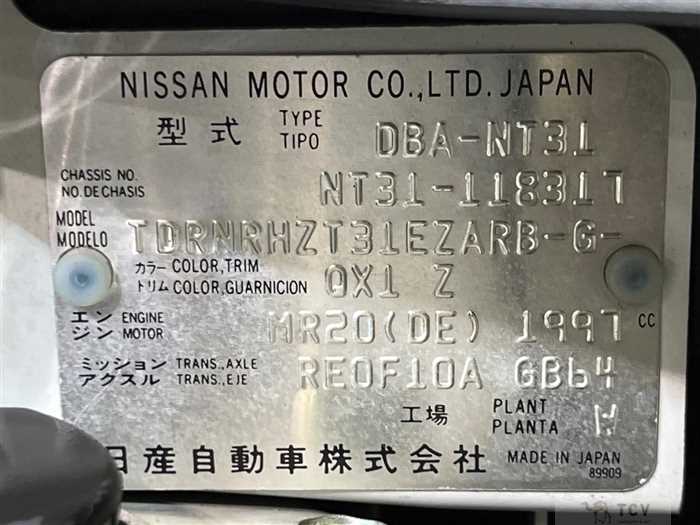 NISSAN MOTOR CO.,LTD. JAPAN
型式 TYPE TIPO DBA-NT31
CHASSIS NO. NO.DE CHASIS NT31-118317
MODEL MODELO TDRNRHZT31EZARB-G-
カラー COLOR,TRIM トリム COLOR,GUARNICION QX1 Z
エンジン ENGINE MOTOR MR20(DE) 1997 CC
ミッション TRANS.,AXLE アクスル TRANS.,EJE RE0F10A GB64
工場 PLANT PLANTA W
日産自動車株式会社 MADE IN JAPAN
89909
TCV